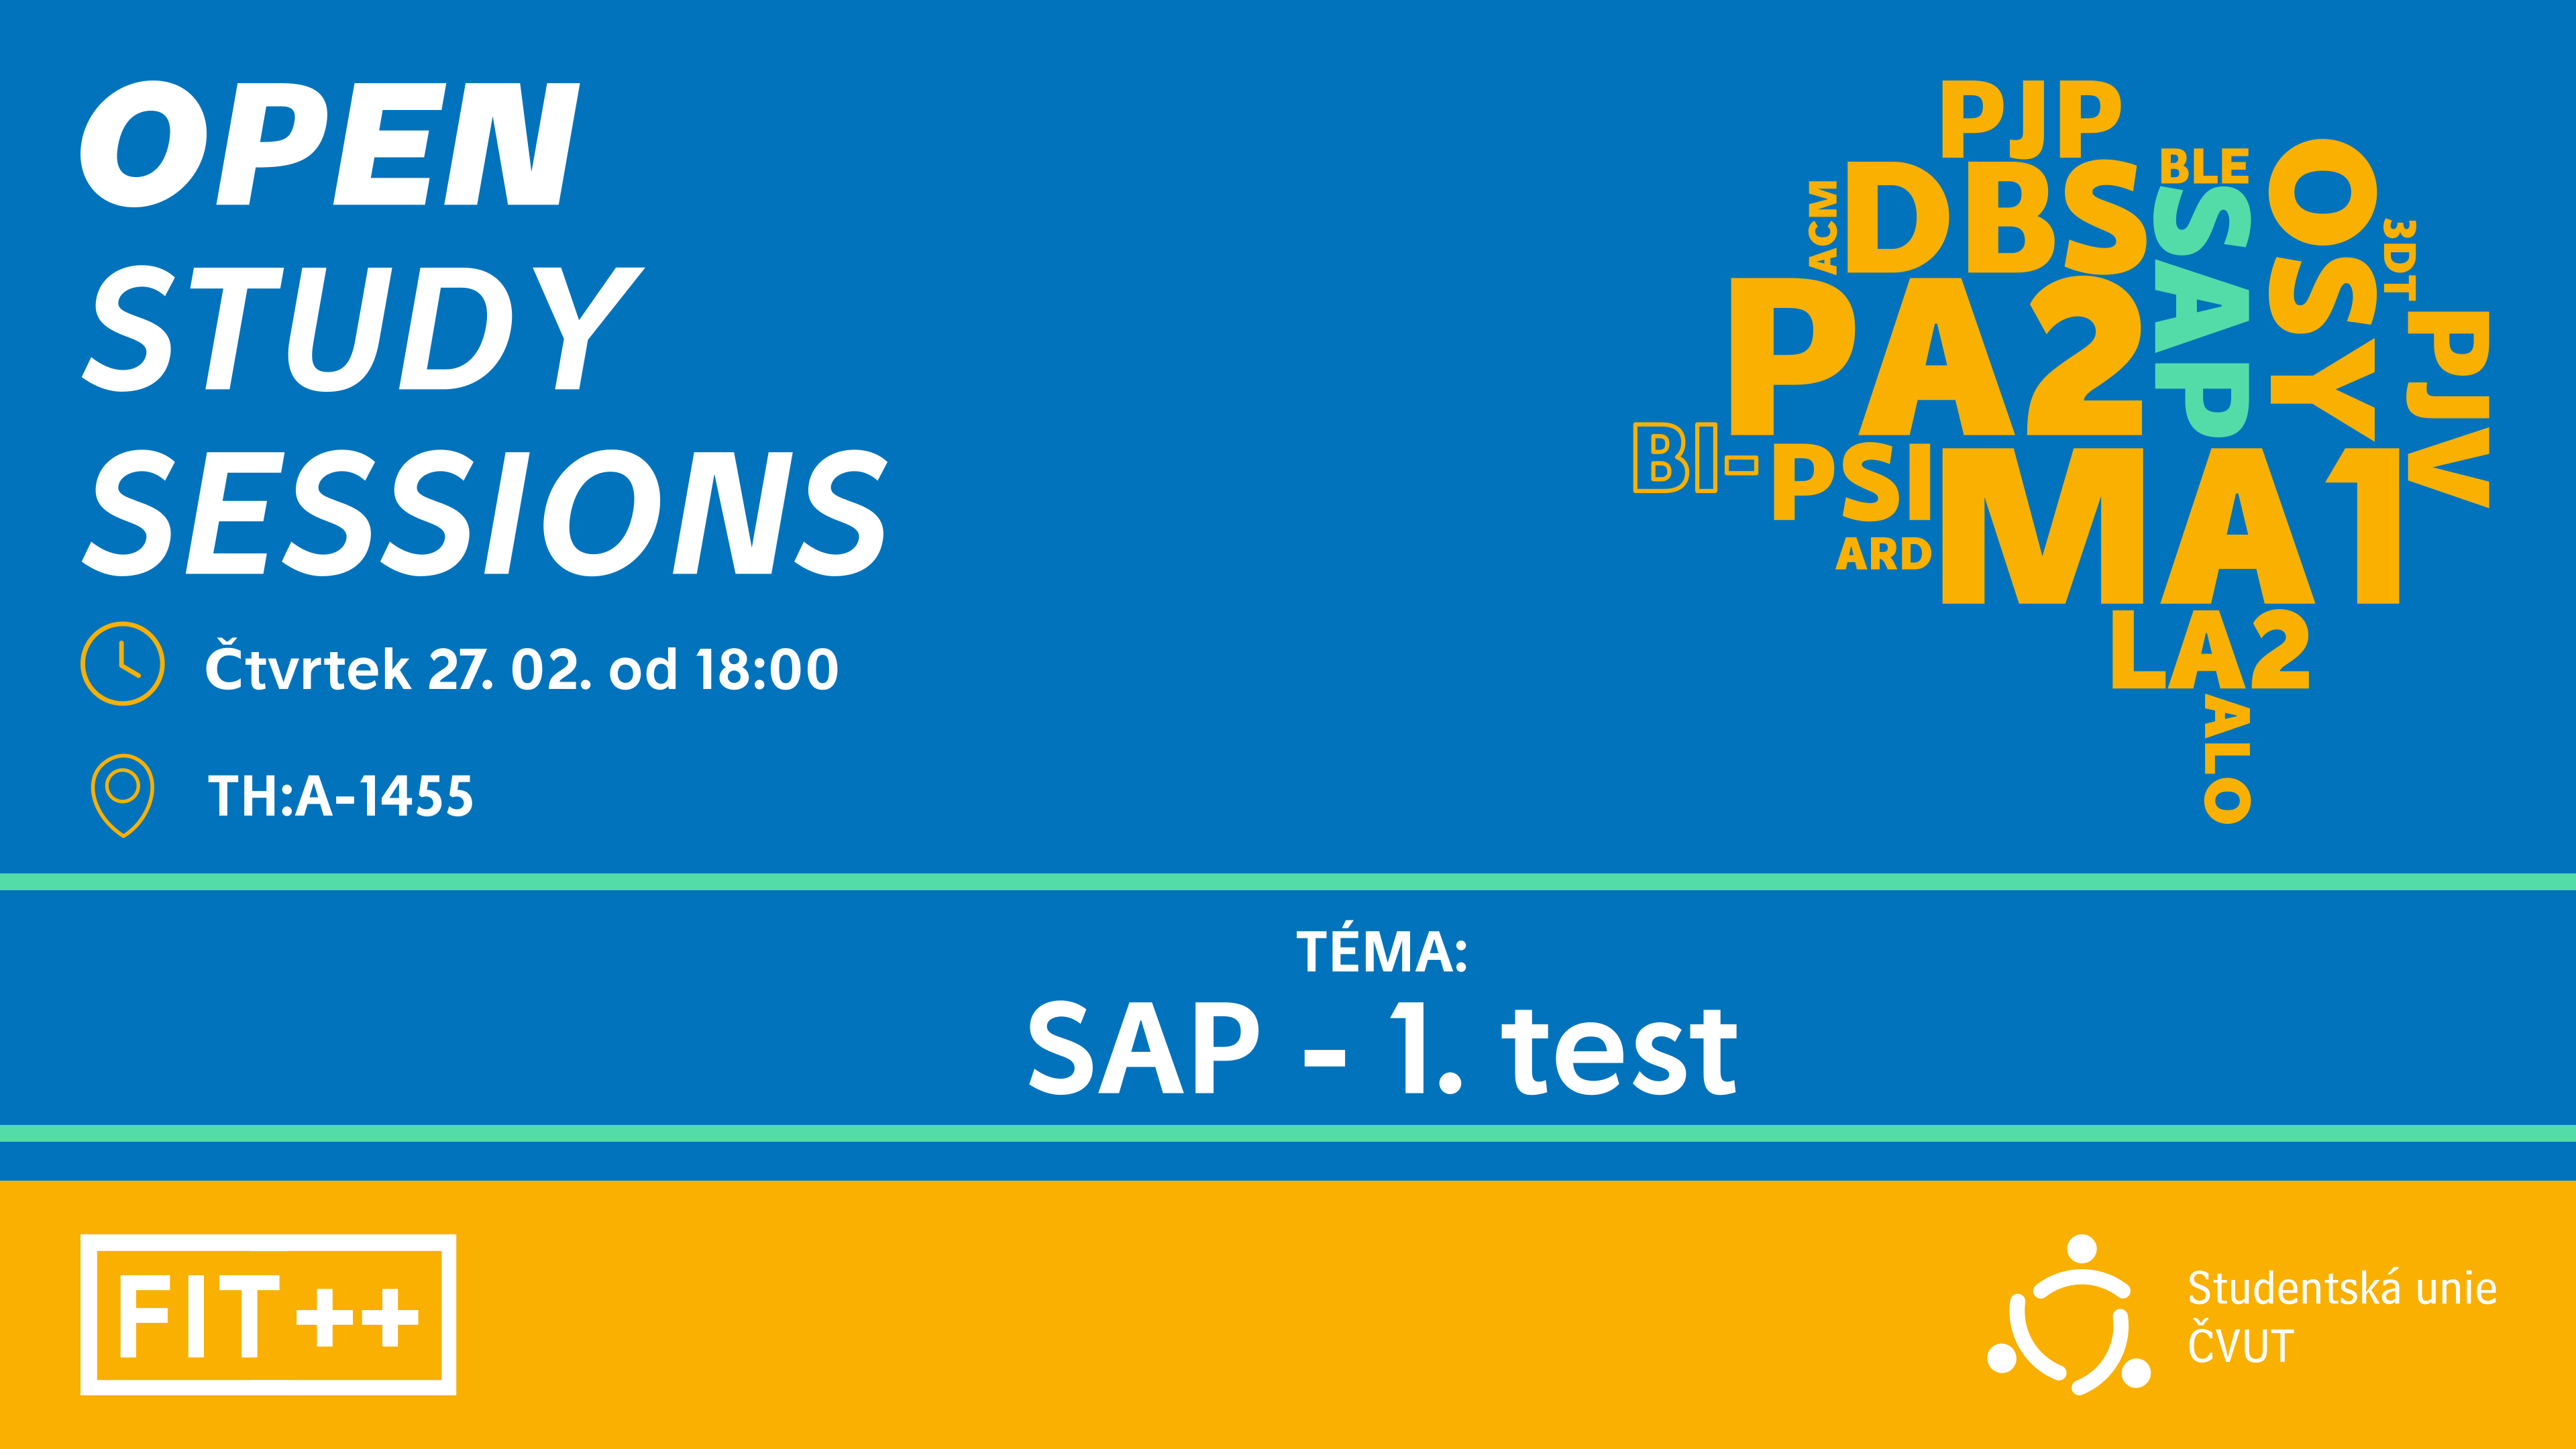 OPEN
STUDY
SESSIONS
Čtvrtek 27. 02. od 18:00
TH:A-1455
PJP
BLE
ACM
DBS
SAP
OSY
3DT
PA2
PJV
BI-
PSI
MA1
ARD
LA2
ALO
TÉMA:
SAP - 1. test
FIT++
Studentská unie
ČVUT